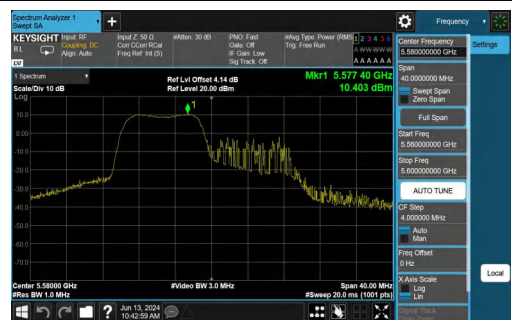 Spectrum Analyzer 1
Swept SA
Frequency
KEYSIGHT
Input: RF
Coupling: DC
Align: Auto
Input Z: 50 Ω
Corr CCorr RCal
Freq Ref: Int (S)
#Atten: 30 dB
PNO: Fast
Gate: Off
IF Gain: Low
Sig Track: Off
#Avg Type: Power (RMS)
Trig: Free Run
1 2 3 4 5 6
A W W W W W
A A A A A A
RL
LXI
1 Spectrum
Scale/Div 10 dB
Ref Lvl Offset 4.14 dB
Ref Level 20.00 dBm
Mkr1 5.577 40 GHz
10.403 dBm
Log
10.0
0.00
-10.0
-20.0
-30.0
-40.0
-50.0
-60.0
-70.0
1
Center 5.58000 GHz
#Res BW 1.0 MHz
#Video BW 3.0 MHz
Span 40.00 MHz
#Sweep 20.0 ms (1001 pts)
Jun 13, 2024
10:42:59 AM
Center Frequency
5.580000000 GHz
Settings
Span
40.0000000 MHz
Swept Span
Zero Span
Full Span
Start Freq
5.560000000 GHz
Stop Freq
5.600000000 GHz
AUTO TUNE
CF Step
4.000000 MHz
Auto
Man
Freq Offset
0 Hz
X Axis Scale
Log
Lin
Signal Track
Local